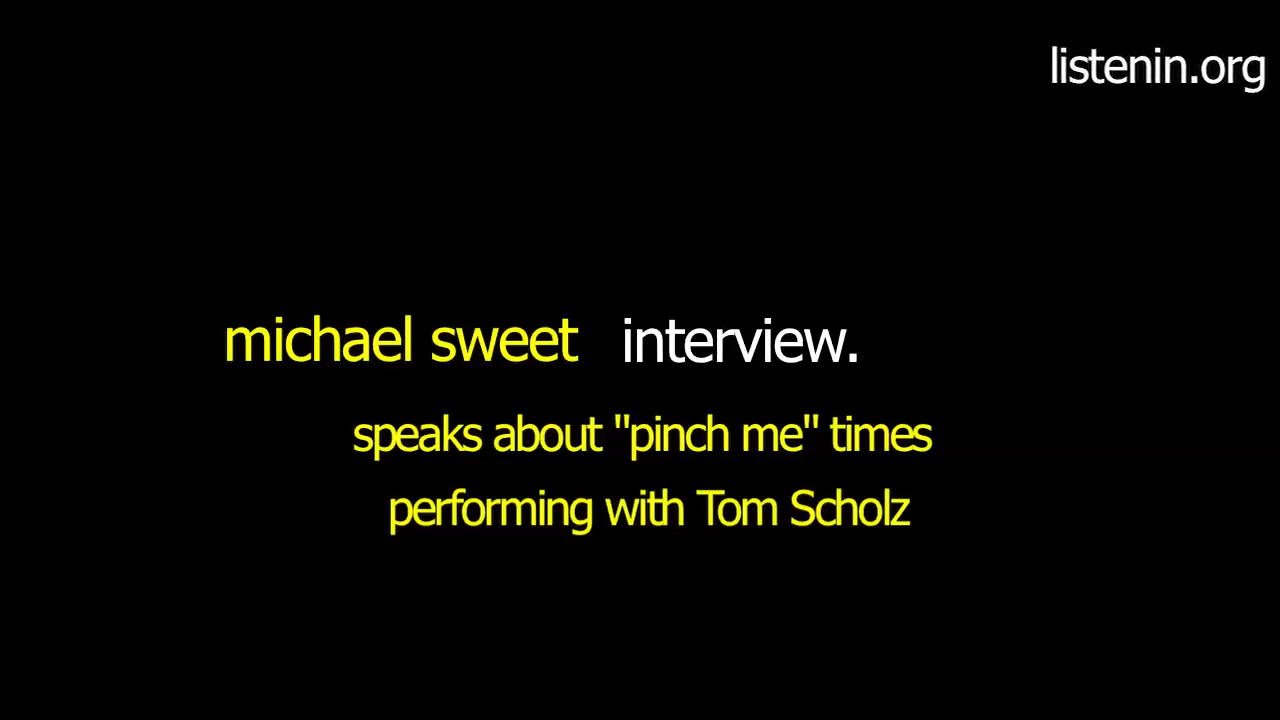 listenin.org
michael sweet interview.
speaks about "pinch me" times
performing with Tom Scholz